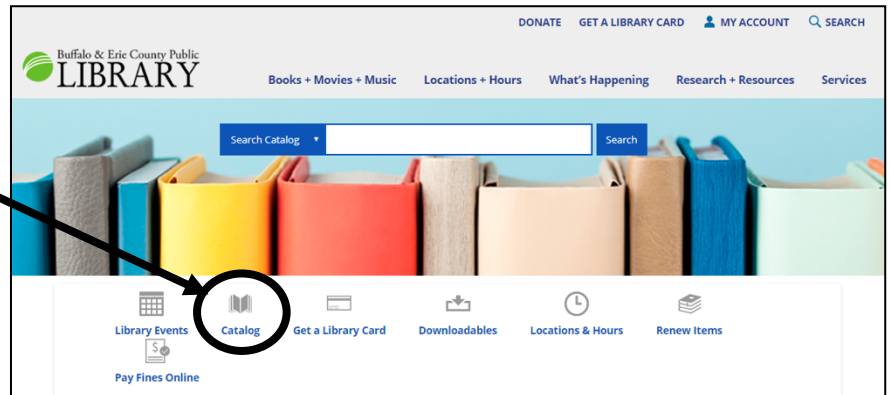 DONATE GET A LIBRARY CARD MY ACCOUNT SEARCH
Buffalo & Erie County Public
LIBRARY
Books + Movies + Music Locations + Hours What's Happening Research + Resources Services
Search Catalog Search
Library Events Catalog Get a Library Card Downloadables Locations & Hours Renew Items
$
Pay Fines Online